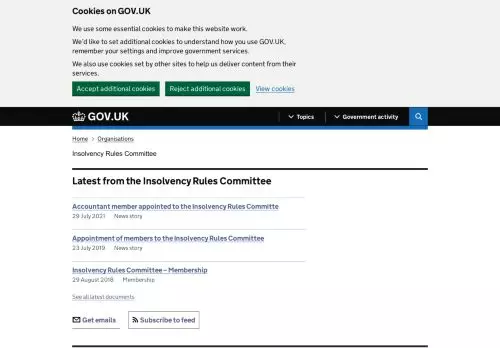 Cookies on GOV.UK
We use some essential cookies to make this website work.
We'd like to set additional cookies to understand how you use GOV.UK,
remember your settings and improve government services.
We also use cookies set by other sites to help us deliver content from their
services.
Accept additional cookies Reject additional cookies View cookies
GOV.UK Topics Government activity
Home Organisations
Insolvency Rules Committee
Latest from the Insolvency Rules Committee
Accountant member appointed to the Insolvency Rules Committe
29 July 2021 News story
Appointment of members to the Insolvency Rules Committee
23 July 2019 News story
Insolvency Rules Committee – Membership
29 August 2018 Membership
See all latest documents
Get emails Subscribe to feed